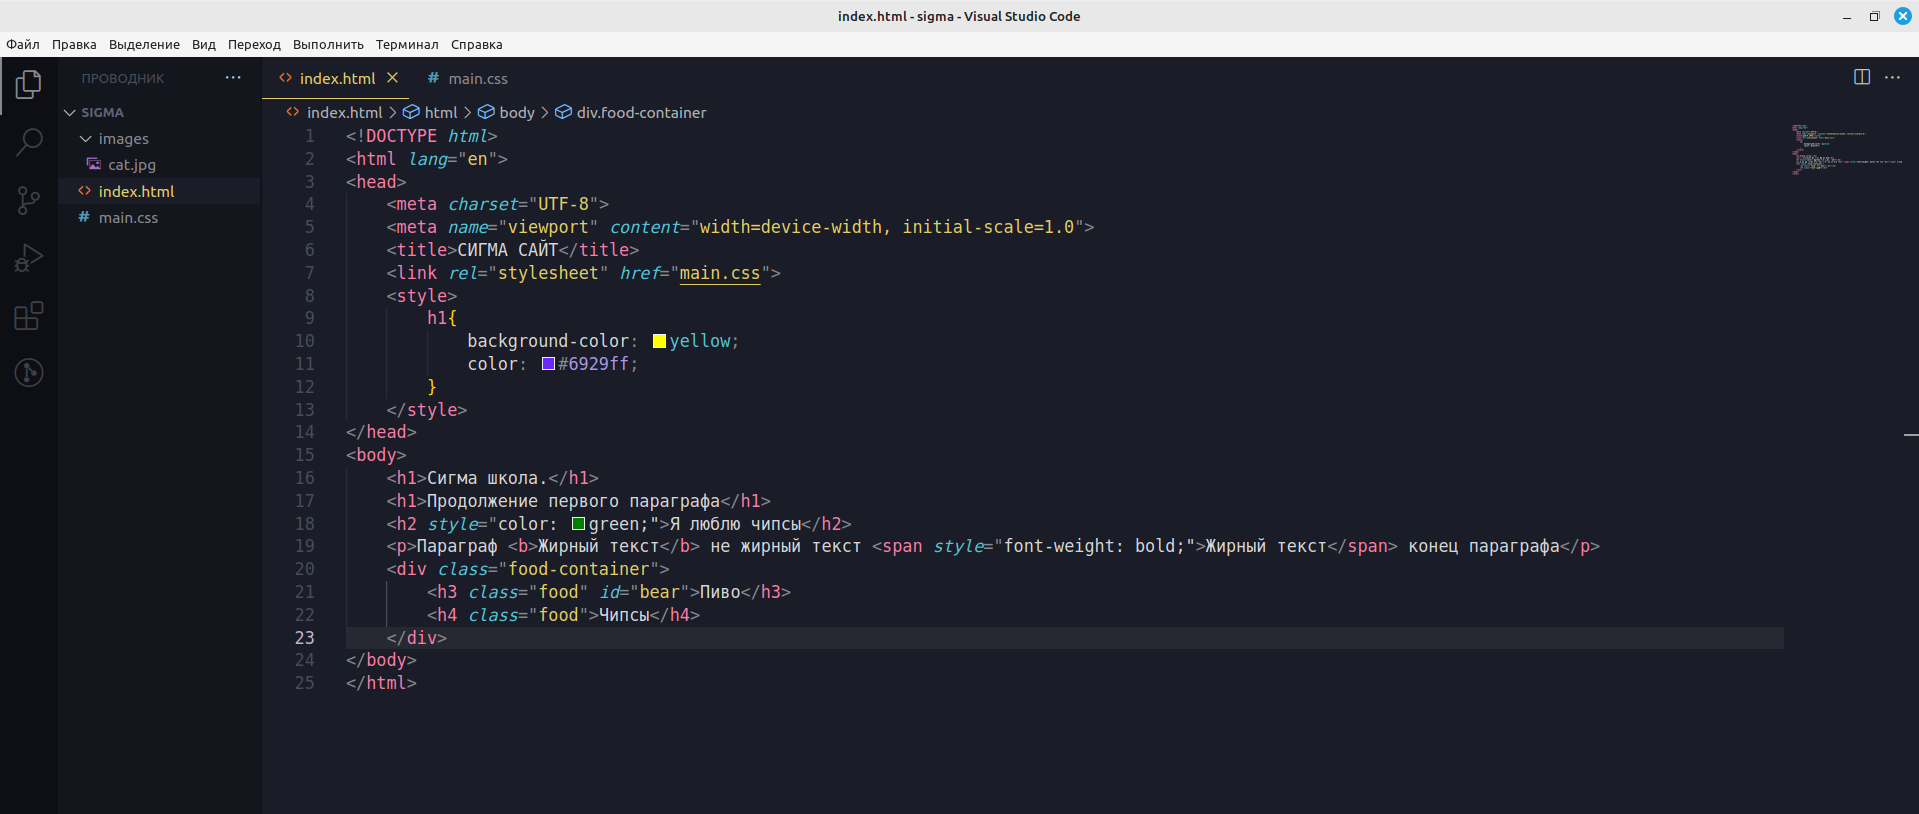 index.html - sigma - Visual Studio Code
Файл Правка Выделение Вид Переход Выполнить Терминал Справка
ПРОВОДНИК
SIGMA
images
cat.jpg
index.html
main.css
index.html main.css
index.html > html > body > div.food-container
1 <!DOCTYPE html>
2 <html lang="en">
3 <head>
4     <meta charset="UTF-8">
5     <meta name="viewport" content="width=device-width, initial-scale=1.0">
6     <title>СИГМА САЙТ</title>
7     <link rel="stylesheet" href="main.css">
8     <style>
9         h1{
10             background-color: yellow;
11             color: #6929ff;
12         }
13     </style>
14 </head>
15 <body>
16     <h1>Сигма школа.</h1>
17     <h1>Продолжение первого параграфа</h1>
18     <h2 style="color: green;">Я люблю чипсы</h2>
19     <p>Параграф <b>Жирный текст</b> не жирный текст <span style="font-weight: bold;">Жирный текст</span> конец параграфа</p>
20     <div class="food-container">
21         <h3 class="food" id="bear">Пиво</h3>
22         <h4 class="food">Чипсы</h4>
23     </div>
24 </body>
25 </html>